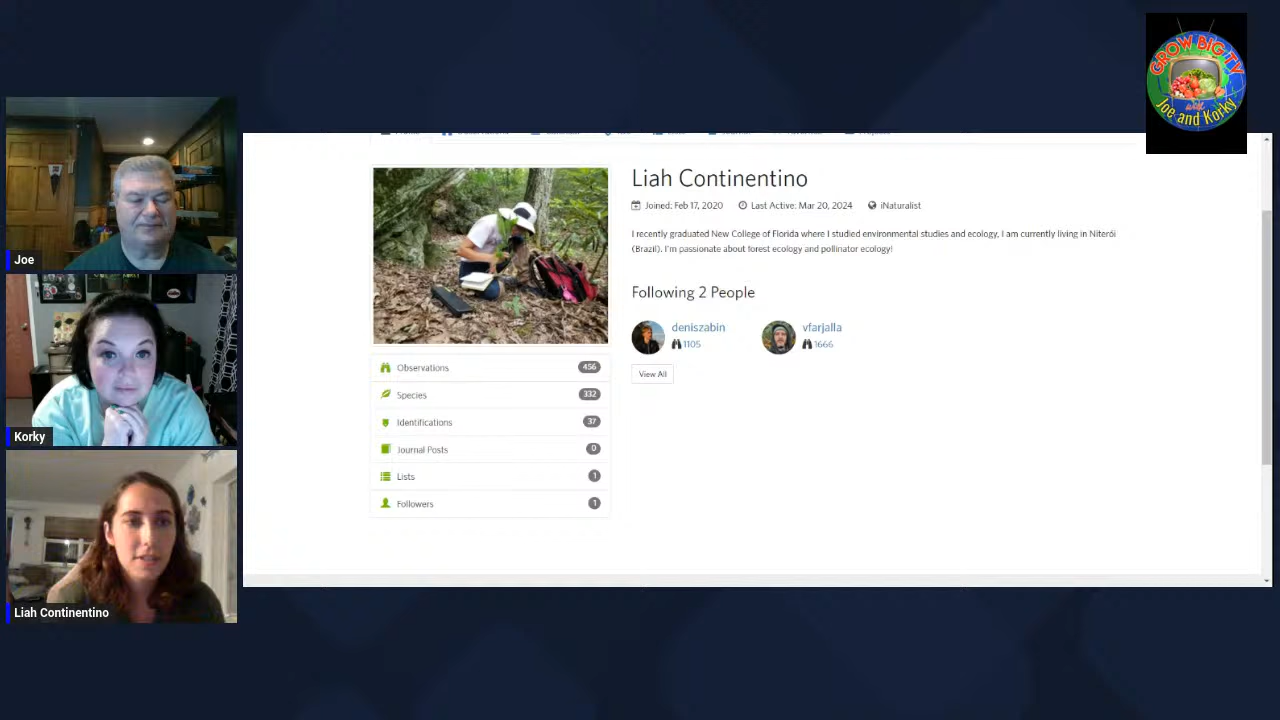 GROW BIG TV
with
Joe and Korky
Joe
Korky
Liah Continentino
Liah Continentino
Joined: Feb 17, 2020 Last Active: Mar 20, 2024 iNaturalist
I recently graduated New College of Florida where I studied environmental studies and ecology, I am currently living in Niterói
(Brazil). I'm passionate about forest ecology and pollinator ecology!
Following 2 People
deniszabin
1105
vfarjalla
1666
View All
Observations 456
Species 332
Identifications 37
Journal Posts 0
Lists 1
Followers 1